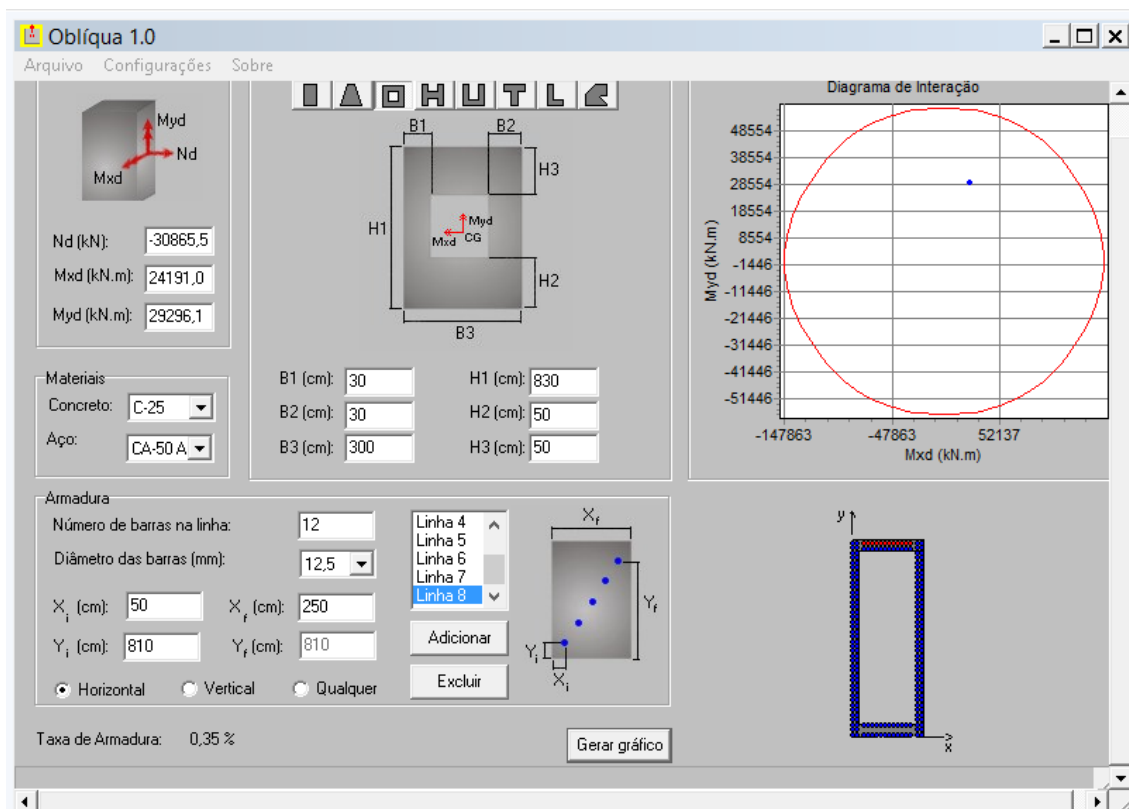 Oblíqua 1.0
Arquivo Configurações Sobre
Myd
Nd
Mxd
Nd (kN): -30865,5
Mxd (kN.m): 24191,0
Myd (kN.m): 29296,1
B1 B2
H3
H1
Myd
Mxd CG
H2
B3
B1 (cm): 30 H1 (cm): 830
B2 (cm): 30 H2 (cm): 50
B3 (cm): 300 H3 (cm): 50
Diagrama de Interação
48554
38554
28554
18554
8554
-1446
-11446
-21446
-31446
-41446
-51446
Myd (kN.m)
-147863 -47863 52137
Mxd (kN.m)
Materiais
Concreto: C-25
Aço: CA-50 A
Armadura
Número de barras na linha: 12
Diâmetro das barras (mm): 12,5
Xi (cm): 50 Xf (cm): 250
Yi (cm): 810 Yf (cm): 810
Horizontal Vertical Qualquer
Linha 4
Linha 5
Linha 6
Linha 7
Linha 8
Adicionar
Excluir
Xf
Yf
Yi
Xi
y
x
Taxa de Armadura: 0,35 %
Gerar gráfico